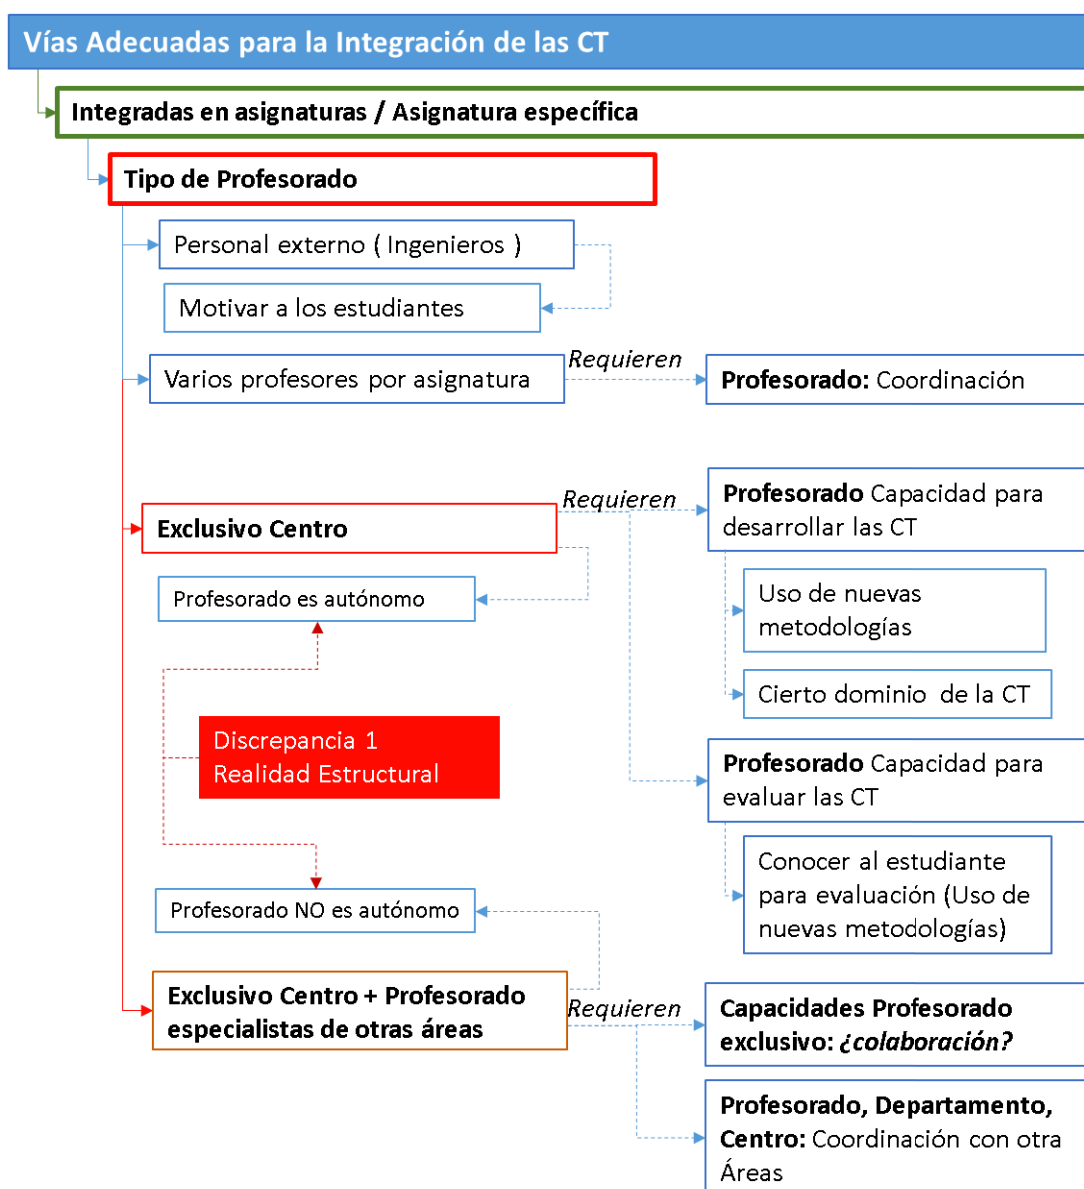 Vías Adecuadas para la Integración de las CT
Integradas en asignaturas / Asignatura específica
Tipo de Profesorado
Personal externo ( Ingenieros )
Motivar a los estudiantes
Varios profesores por asignatura
Requieren
Profesorado: Coordinación
Exclusivo Centro
Requieren
Profesorado Capacidad para
desarrollar las CT
Profesorado es autónomo
Uso de nuevas
metodologías
Cierto dominio de la CT
Discrepancia 1
Realidad Estructural
Profesorado Capacidad para
evaluar las CT
Conocer al estudiante
para evaluación (Uso de
nuevas metodologías)
Profesorado NO es autónomo
Exclusivo Centro + Profesorado
especialistas de otras áreas
Requieren
Capacidades Profesorado
exclusivo: ¿colaboración?
Profesorado, Departamento,
Centro: Coordinación con otra
Áreas